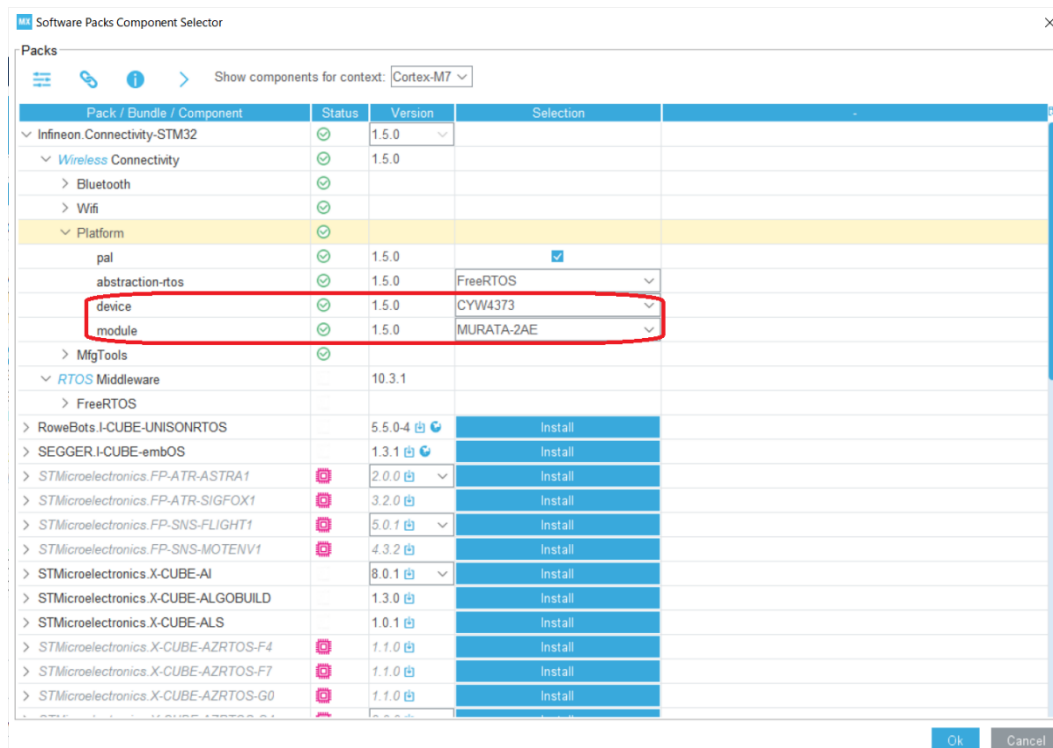 MX Software Packs Component Selector
Packs
Show components for context: Cortex-M7
Pack / Bundle / Component Status Version Selection -
Infineon.Connectivity-STM32 1.5.0
Wireless Connectivity 1.5.0
Bluetooth
Wifi
Platform
pal 1.5.0
abstraction-rtos 1.5.0 FreeRTOS
device 1.5.0 CYW4373
module 1.5.0 MURATA-2AE
MfgTools
RTOS Middleware 10.3.1
FreeRTOS
RoweBots.I-CUBE-UNISONRTOS 5.5.0-4 Install
SEGGER.I-CUBE-embOS 1.3.1 Install
STMicroelectronics.FP-ATR-ASTRA1 2.0.0 Install
STMicroelectronics.FP-ATR-SIGFOX1 3.2.0 Install
STMicroelectronics.FP-SNS-FLIGHT1 5.0.1 Install
STMicroelectronics.FP-SNS-MOTENV1 4.3.2 Install
STMicroelectronics.X-CUBE-AI 8.0.1 Install
STMicroelectronics.X-CUBE-ALGOBUILD 1.3.0 Install
STMicroelectronics.X-CUBE-ALS 1.0.1 Install
STMicroelectronics.X-CUBE-AZRTOS-F4 1.1.0 Install
STMicroelectronics.X-CUBE-AZRTOS-F7 1.1.0 Install
STMicroelectronics.X-CUBE-AZRTOS-G0 1.1.0 Install
Ok Cancel